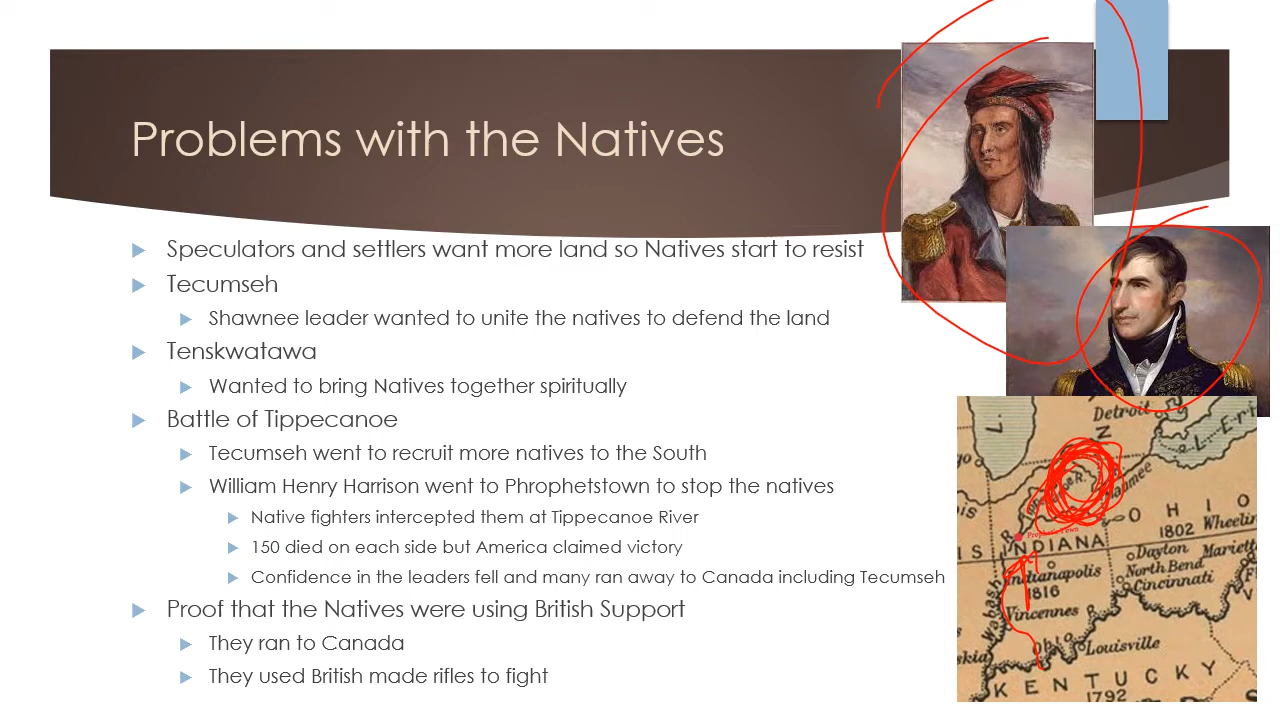 Problems with the Natives
Speculators and settlers want more land so Natives start to resist
Tecumseh
Shawnee leader wanted to unite the natives to defend the land
Tenskwatawa
Wanted to bring Natives together spiritually
Battle of Tippecanoe
Tecumseh went to recruit more natives to the South
William Henry Harrison went to Phrophetstown to stop the natives
Native fighters intercepted them at Tippecanoe River
150 died on each side but America claimed victory
Confidence in the leaders fell and many ran away to Canada including Tecumseh
Proof that the Natives were using British Support
They ran to Canada
They used British made rifles to fight
Detroit
OHIO
1802 Wheelin
INDIANA
Dayton Mariett
North Bend
Cincinnati
Indianapolis
1816
Vincennes
Wabash
Ohio
Louisville
KENTUCKY
1792